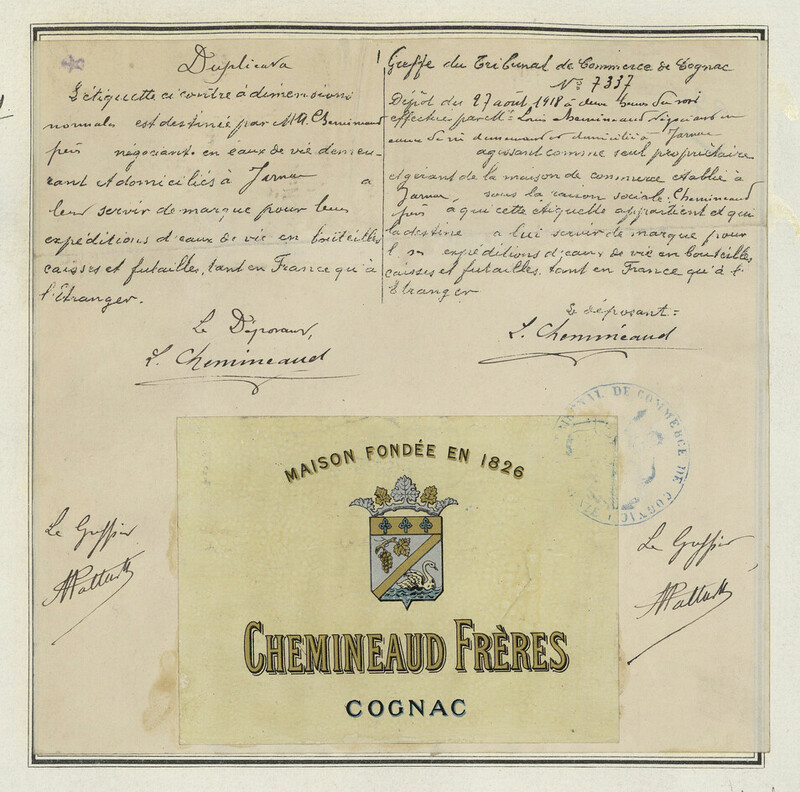 Duplicata
L'étiquette ci contre à dimensions
normales est destinée par MM. Chemineaud
négociants en eaux de vie demeu-
rant & domiciliés à Jarnac à
leur servir de marque pour leurs
expéditions d'eaux de vie en bouteilles
caisses et futailles, tant en France qu'à
l'Etranger.
Le Déposant,
L. Chemineaud
Greffe du Tribunal de Commerce de Cognac
N° 7337
Dépôt du 27 août 1918 à deux heures du soir
effectué par M. Louis Chemineaud négociant en
eaux de vie demeurant et domicilié à Jarnac
agissant comme seul propriétaire
et gérant de la maison de commerce établie à
Jarnac, sous la raison sociale: Chemineaud
à qui cette étiquette appartient et qui
la destine à lui servir de marque pour
expéditions d'eaux de vie en bouteilles,
caisses et futailles, tant en France qu'à l'
Etranger
Le déposant:
L. Chemineaud
TRIBUNAL DE COMMERCE DE COGNAC
MAISON FONDÉE EN 1826
CHEMINEAUD FRÈRES
COGNAC
Le Greffier
Le Greffier